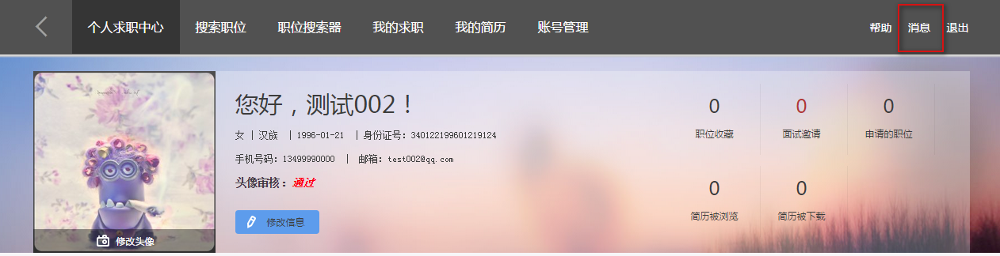 个人求职中心 搜索职位 职位搜索器 我的求职 我的简历 账号管理 帮助 消息 退出
您好，测试002！
女 | 汉族 | 1996-01-21 | 身份证号: 340122199601219124
手机号码: 13499990000 | 邮箱: test002@qq.com
头像审核：通过
修改信息
修改头像
0 0 0
职位收藏 面试邀请 申请的职位
0 0
简历被浏览 简历被下载